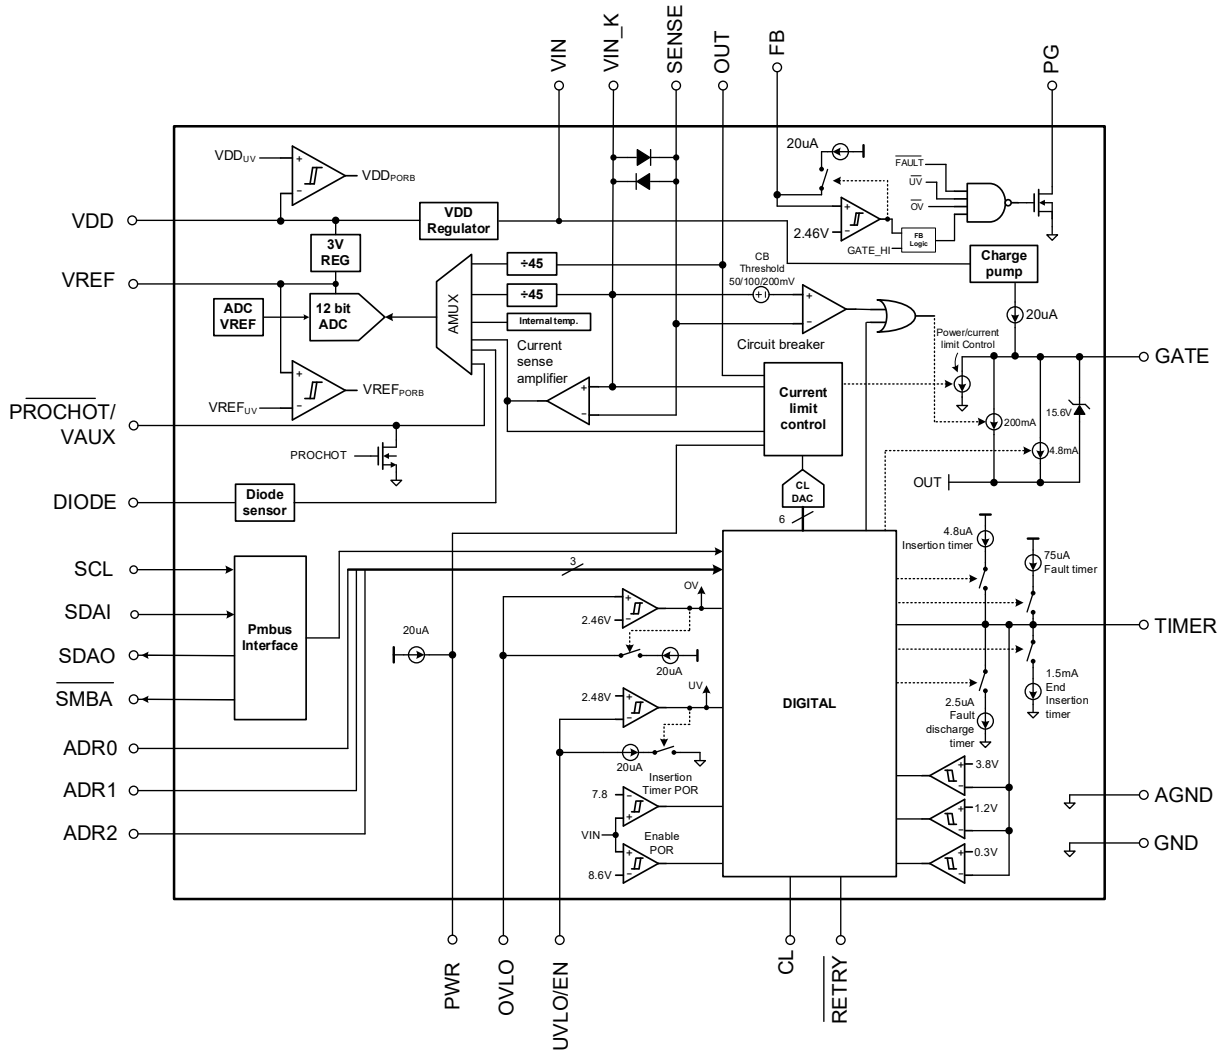 VIN
VIN_K
SENSE
OUT
FB
PG
VDDUV
VDDPORB
VDD
VDD
Regulator
3V
REG
VREF
ADC
VREF
12 bit
ADC
AMUX
÷45
÷45
Internal temp.
Current
sense
amplifier
VREFUV
VREFPORB
PROCHOT/
VAUX
PROCHOT
DIODE
Diode
sensor
20uA
2.46V
GATE_HI
FB
Logic
FAULT
UV
OV
Charge
pump
20uA
CB
Threshold
50/100/200mV
Circuit breaker
Power/current
limit Control
GATE
200mA
4.8mA
15.6V
OUT
Current
limit
control
CL
DAC
6
SCL
SDAI
SDAO
SMBA
ADR0
ADR1
ADR2
Pmbus
Interface
3
20uA
OV
2.46V
20uA
UV
2.48V
20uA
Insertion
Timer POR
7.8
VIN
Enable
POR
8.6V
DIGITAL
4.8uA
Insertion timer
75uA
Fault timer
TIMER
1.5mA
End
Insertion
timer
2.5uA
Fault
discharge
timer
3.8V
1.2V
0.3V
AGND
GND
PWR
OVLO
UVLO/EN
CL
RETRY